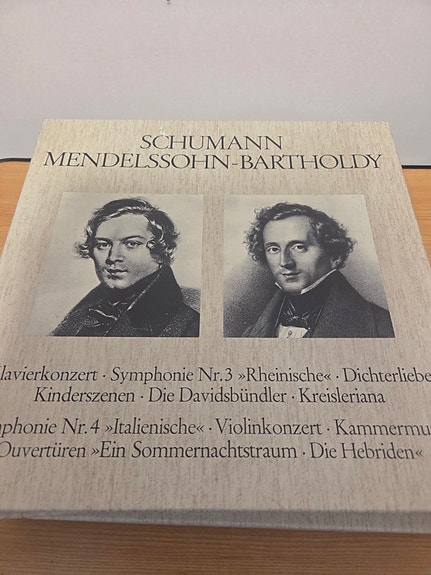 SCHUMANN
MENDELSSOHN-BARTHOLDY
lavierkonzert · Symphonie Nr. 3 »Rheinische« · Dichterliebe
Kinderszenen · Die Davidsbündler · Kreisleriana
phonie Nr. 4 »Italienische« · Violinkonzert · Kammermu
Ouvertüren »Ein Sommernachtstraum · Die Hebriden«